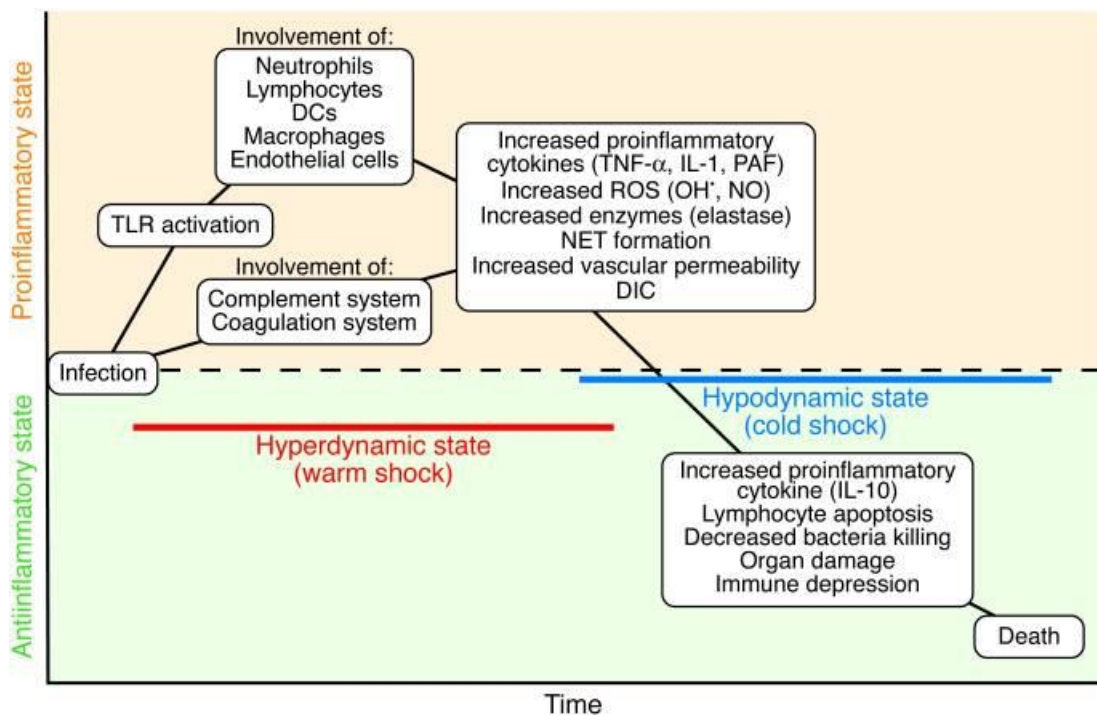 Proinflammatory state
Antiinflammatory state
Involvement of:
Neutrophils
Lymphocytes
DCs
Macrophages
Endothelial cells
TLR activation
Involvement of:
Complement system
Coagulation system
Infection
Increased proinflammatory
cytokines (TNF-α, IL-1, PAF)
Increased ROS (OH•, NO)
Increased enzymes (elastase)
NET formation
Increased vascular permeability
DIC
Hyperdynamic state
(warm shock)
Hypodynamic state
(cold shock)
Increased proinflammatory
cytokine (IL-10)
Lymphocyte apoptosis
Decreased bacteria killing
Organ damage
Immune depression
Death
Time